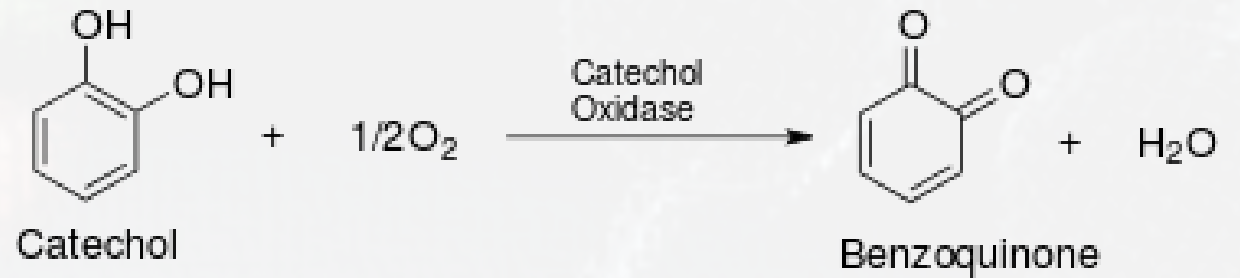 OH
OH
Catechol
Oxidase
+
1/2O₂
O
O
+
H₂O
Catechol
Benzoquinone